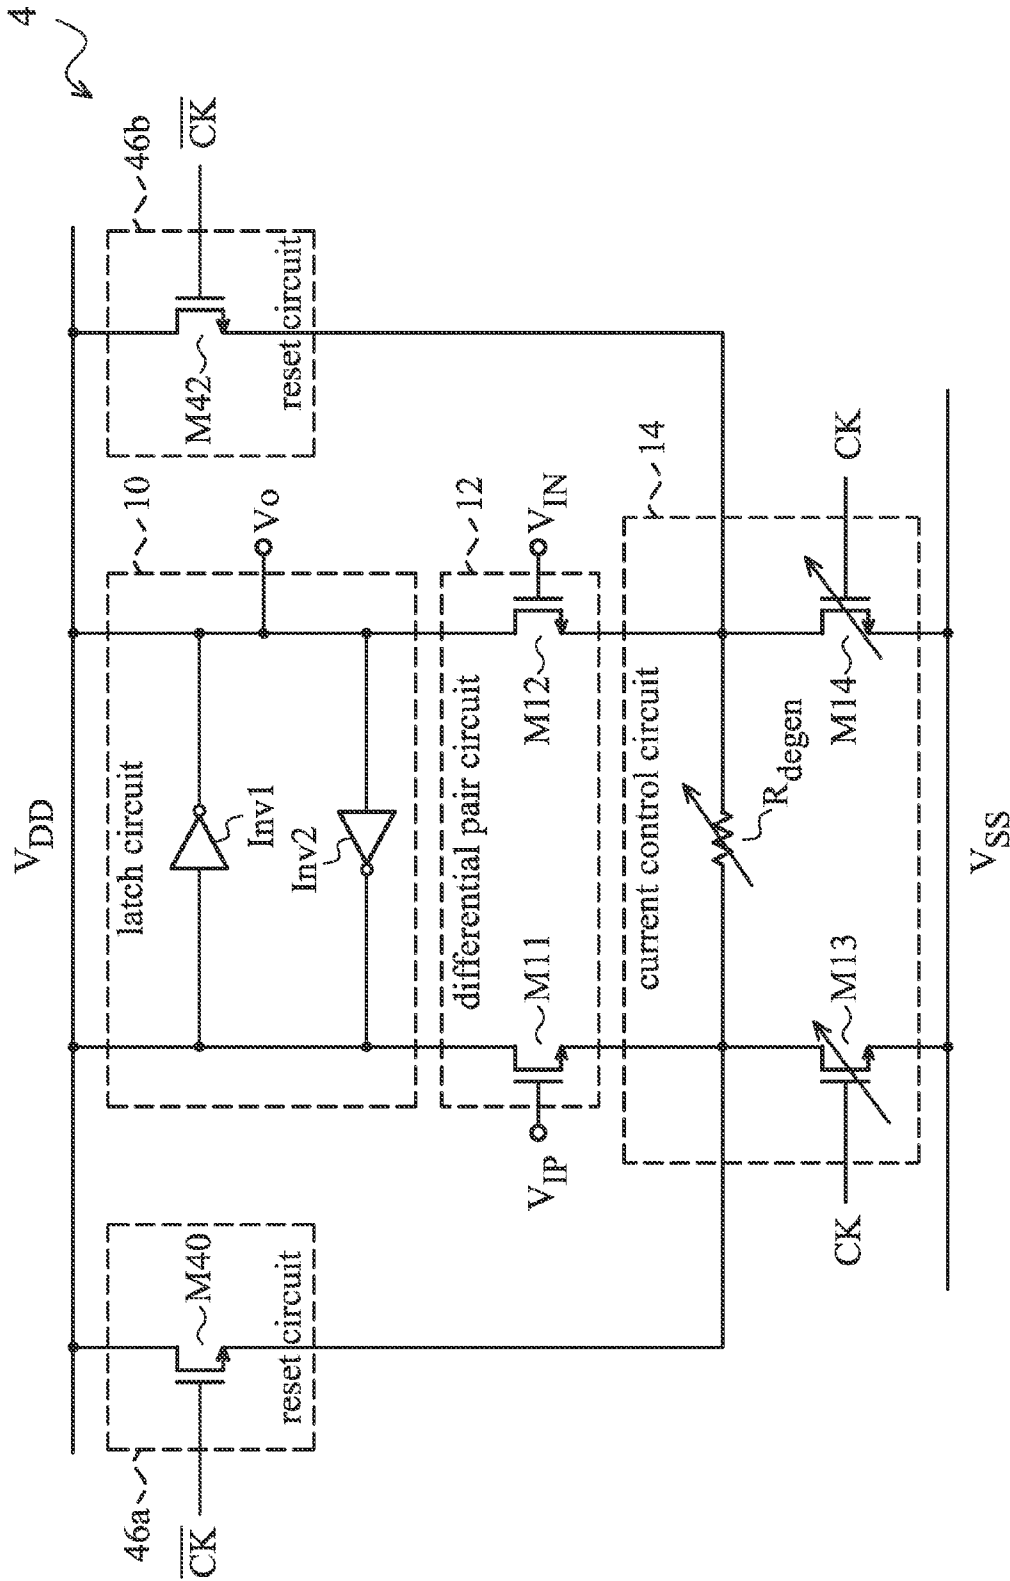 4
V_DD
46a
CK̅
M40
reset circuit
latch circuit
10
Inv1
Inv2
Vo
46b
CK̅
M42
reset circuit
differential pair circuit
12
V_IP
M11
M12
V_IN
current control circuit
14
R_degen
CK
M13
M14
CK
V_SS